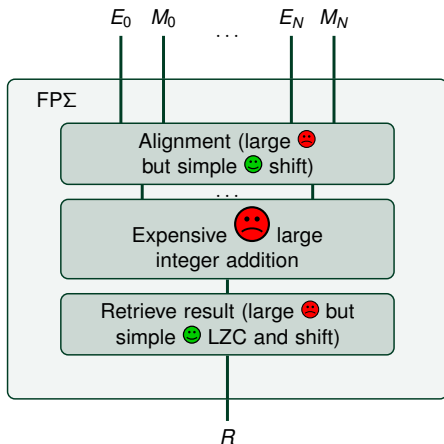 E0 M0 ... EN MN
FPΣ
Alignment (large
but simple shift)
...
Expensive large
integer addition
Retrieve result (large but
simple LZC and shift)
R